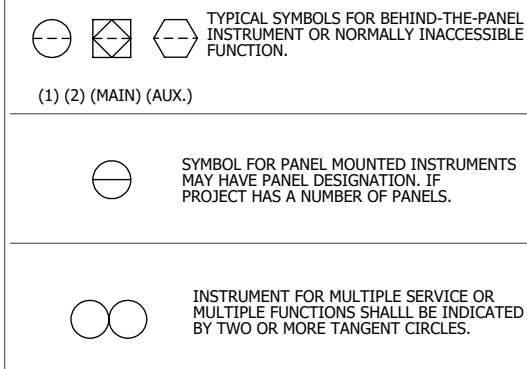 TYPICAL SYMBOLS FOR BEHIND-THE-PANEL
INSTRUMENT OR NORMALLY INACCESSIBLE
FUNCTION.
(1) (2) (MAIN) (AUX.)
SYMBOL FOR PANEL MOUNTED INSTRUMENTS
MAY HAVE PANEL DESIGNATION. IF
PROJECT HAS A NUMBER OF PANELS.
INSTRUMENT FOR MULTIPLE SERVICE OR
MULTIPLE FUNCTIONS SHALLL BE INDICATED
BY TWO OR MORE TANGENT CIRCLES.